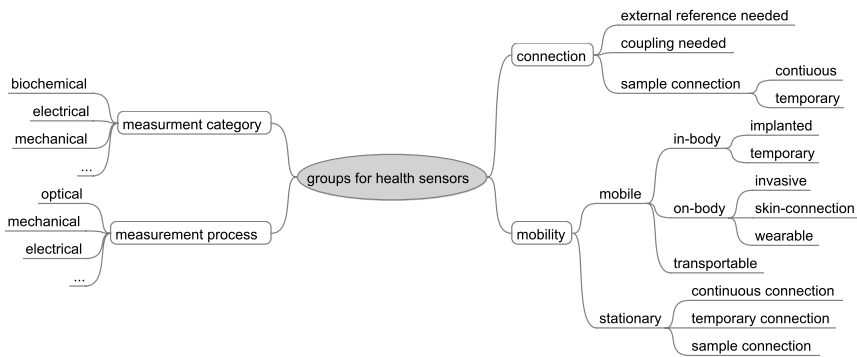 groups for health sensors
measurment category
biochemical
electrical
mechanical
...
measurement process
optical
mechanical
electrical
...
connection
external reference needed
coupling needed
sample connection
contiuous
temporary
mobility
mobile
in-body
implanted
temporary
on-body
invasive
skin-connection
wearable
transportable
stationary
continuous connection
temporary connection
sample connection